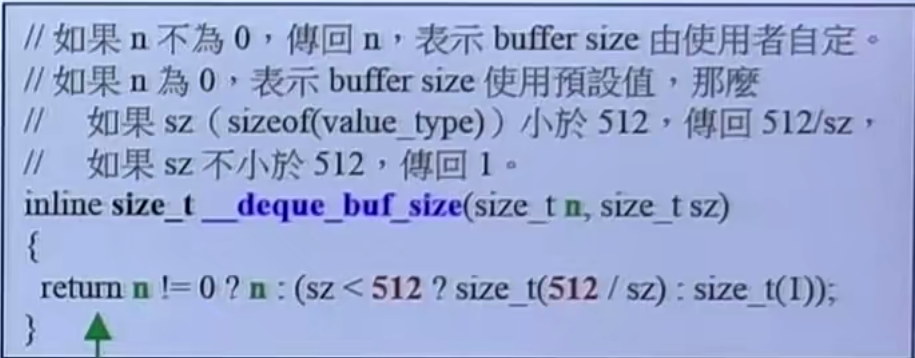 // 如果 n 不為 0，傳回 n，表示 buffer size 由使用者自定。
// 如果 n 為 0，表示 buffer size 使用預設值，那麼
//    如果 sz（sizeof(value_type)）小於 512，傳回 512/sz，
//    如果 sz 不小於 512，傳回 1。
inline size_t __deque_buf_size(size_t n, size_t sz)
{
  return n != 0 ? n : (sz < 512 ? size_t(512 / sz) : size_t(1));
}